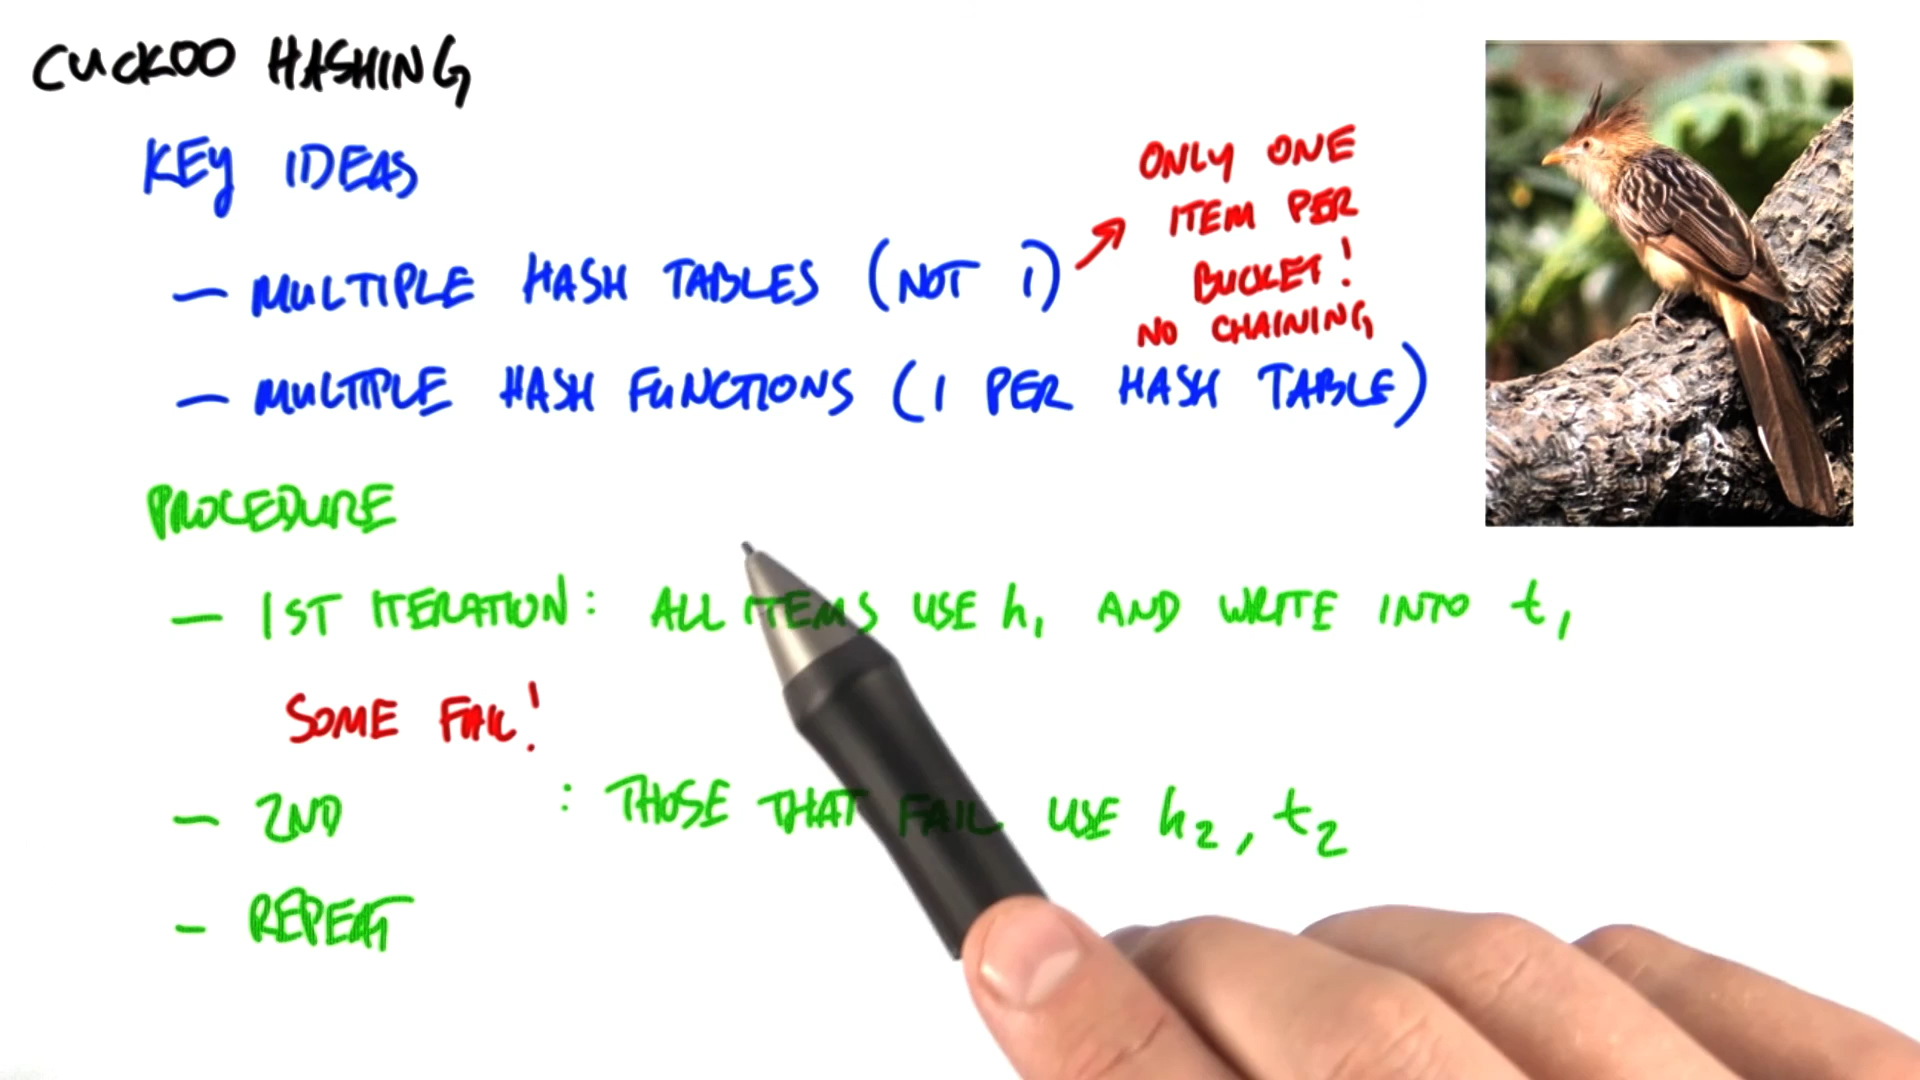 CUCKOO HASHING
KEY IDEAS
ONLY ONE
ITEM PER
BUCKET!
NO CHAINING
— MULTIPLE HASH TABLES (NOT 1)
— MULTIPLE HASH FUNCTIONS (1 PER HASH TABLE)
PROCEDURE
— 1ST ITERATION: ALL ITEMS USE h₁ AND WRITE INTO t₁
SOME FAIL!
— 2ND : THOSE THAT FAIL USE h₂, t₂
- REPEAT